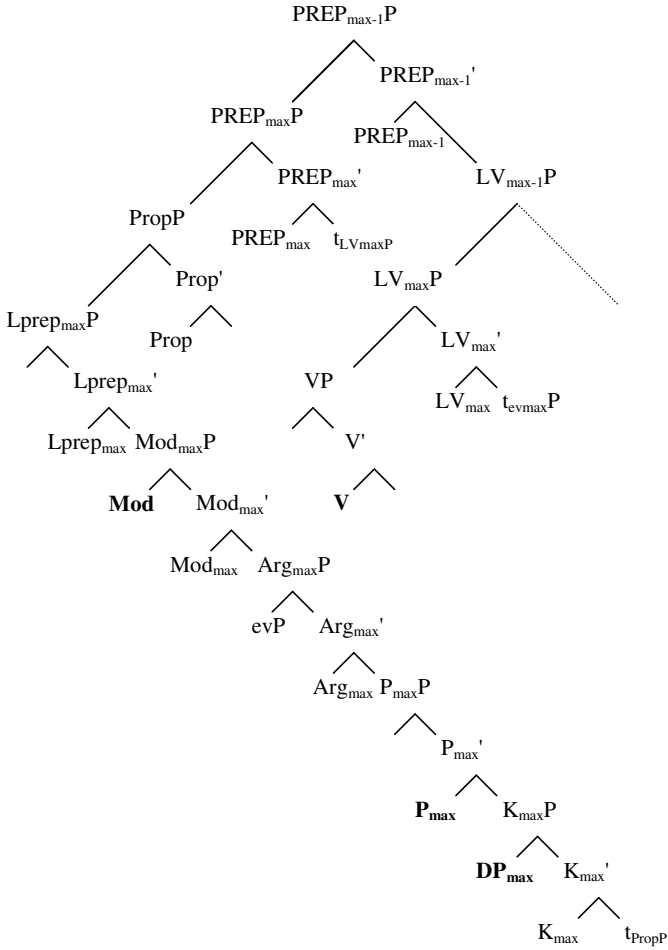 PREPmax-1P
PREPmax-1'
PREPmaxP
PREPmax-1
PREPmax' LVmax-1P
PropP
PREPmax tLVmaxP
Prop' LVmaxP
LprepmaxP
Prop LVmax'
Lprepmax' VP
LVmax tevmaxP
Lprepmax ModmaxP V'
Mod Modmax' V
Modmax ArgmaxP
evP Argmax'
Argmax PmaxP
Pmax'
Pmax KmaxP
DPmax Kmax'
Kmax tPropP